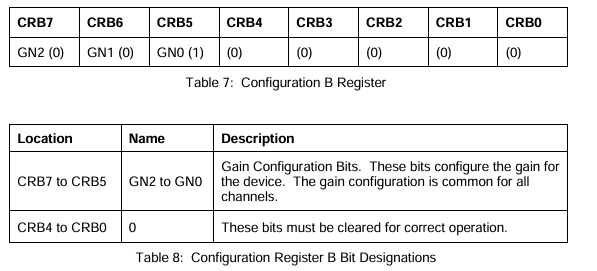 CRB7 CRB6 CRB5 CRB4 CRB3 CRB2 CRB1 CRB0
GN2 (0) GN1 (0) GN0 (1) (0) (0) (0) (0) (0)
Table 7: Configuration B Register
Location Name Description
CRB7 to CRB5 GN2 to GN0 Gain Configuration Bits. These bits configure the gain for
the device. The gain configuration is common for all
channels.
CRB4 to CRB0 0 These bits must be cleared for correct operation.
Table 8: Configuration Register B Bit Designations